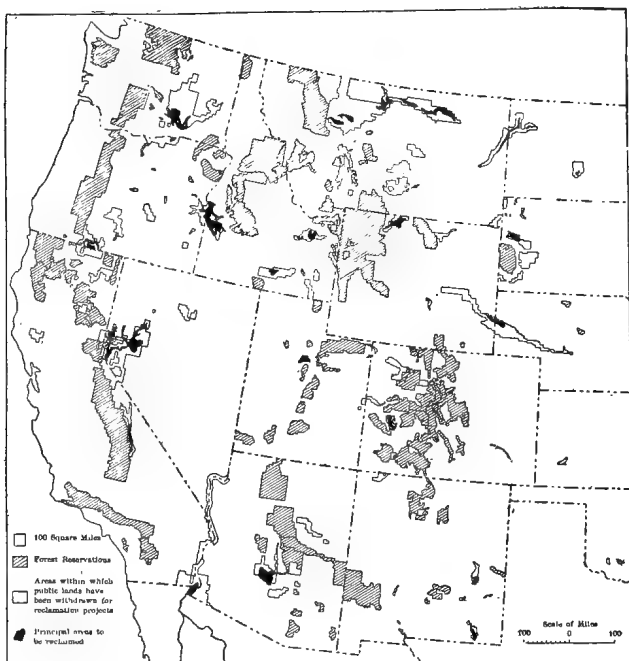 100 Square Miles
Forest Reservations
Areas within which
public lands have
been withdrawn for
reclamation projects
Principal areas to
be reclaimed
Scale of Miles
100 0 100